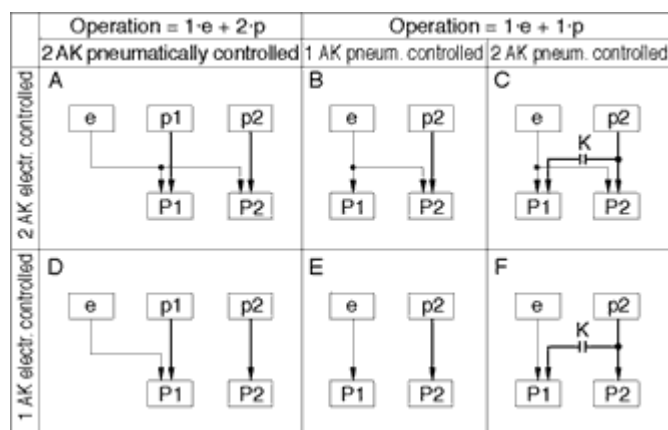 Operation = 1·e + 2·p
Operation = 1·e + 1·p
2 AK pneumatically controlled
1 AK pneum. controlled
2 AK pneum. controlled
2 AK electr. controlled
A
e
p1
p2
P1
P2
B
e
p2
P1
P2
C
e
p2
K
P1
P2
1 AK electr. controlled
D
e
p1
p2
P1
P2
E
e
p2
P1
P2
F
e
p2
K
P1
P2